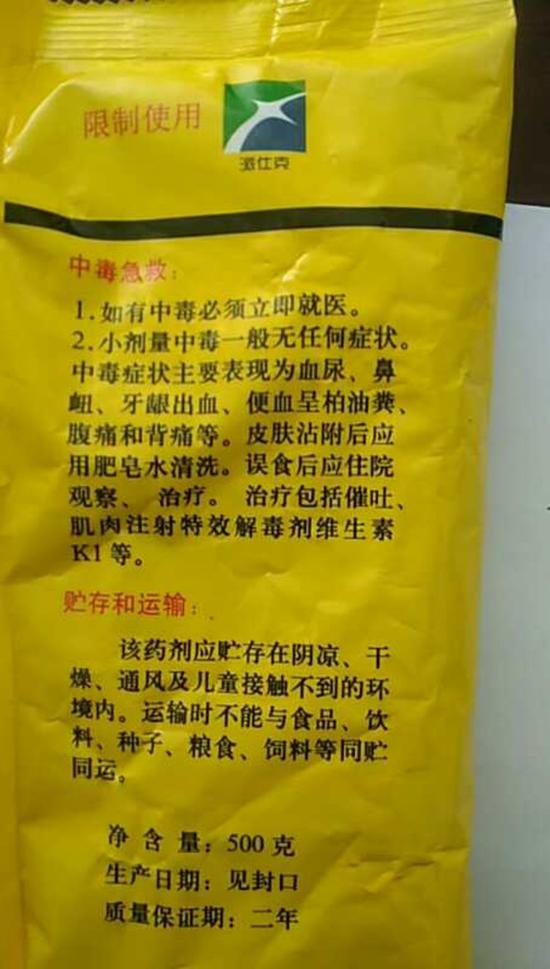 限制使用
派仕克
中毒急救：
1.如有中毒必须立即就医。
2.小剂量中毒一般无任何症状。
中毒症状主要表现为血尿、鼻
衄、牙龈出血、便血呈柏油粪、
腹痛和背痛等。皮肤沾附后应
用肥皂水清洗。误食后应住院
观察、治疗。治疗包括催吐、
肌肉注射特效解毒剂维生素
K1等。
贮存和运输：
该药剂应贮存在阴凉、干
燥、通风及儿童接触不到的环
境内。运输时不能与食品、饮
料、种子、粮食、饲料等同贮
同运。
净含量：500克
生产日期：见封口
质量保证期：二年